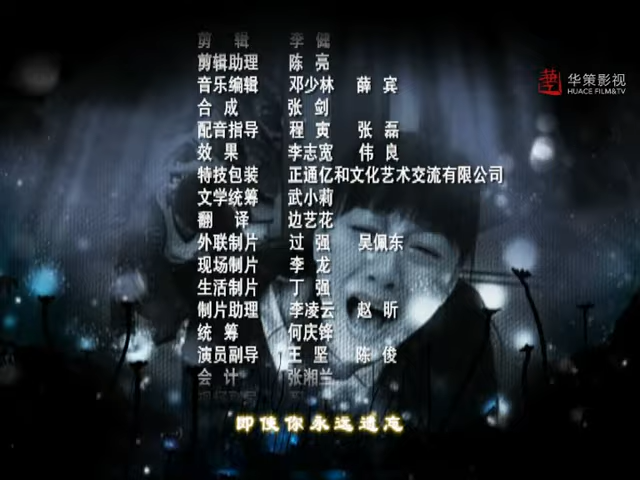 剪 辑 李 健
剪辑助理 陈 亮
音乐编辑 邓少林 薛 宾
合 成 张 剑
配音指导 程 寅 张 磊
效 果 李志宽 伟 良
特技包装 正通亿和文化艺术交流有限公司
文学统筹 武小莉
翻 译 边艺花
外联制片 过 强 吴佩东
现场制片 李 龙
生活制片 丁 强
制片助理 李凌云 赵 昕
统 筹 何庆锋
演员副导 王 坚 陈 俊
会 计 张湘兰
华策影视
HUACE FILM&TV
即使你永远遗忘